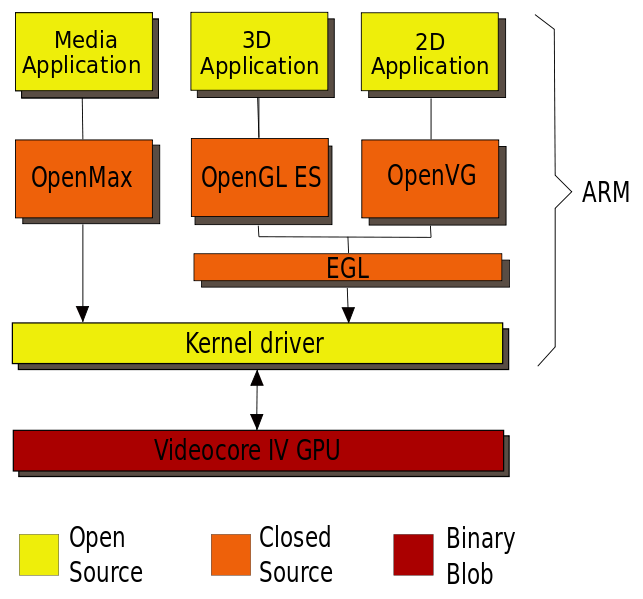 Media
Application
3D
Application
2D
Application
OpenMax
OpenGL ES
OpenVG
EGL
ARM
Kernel driver
Videocore IV GPU
Open
Source
Closed
Source
Binary
Blob